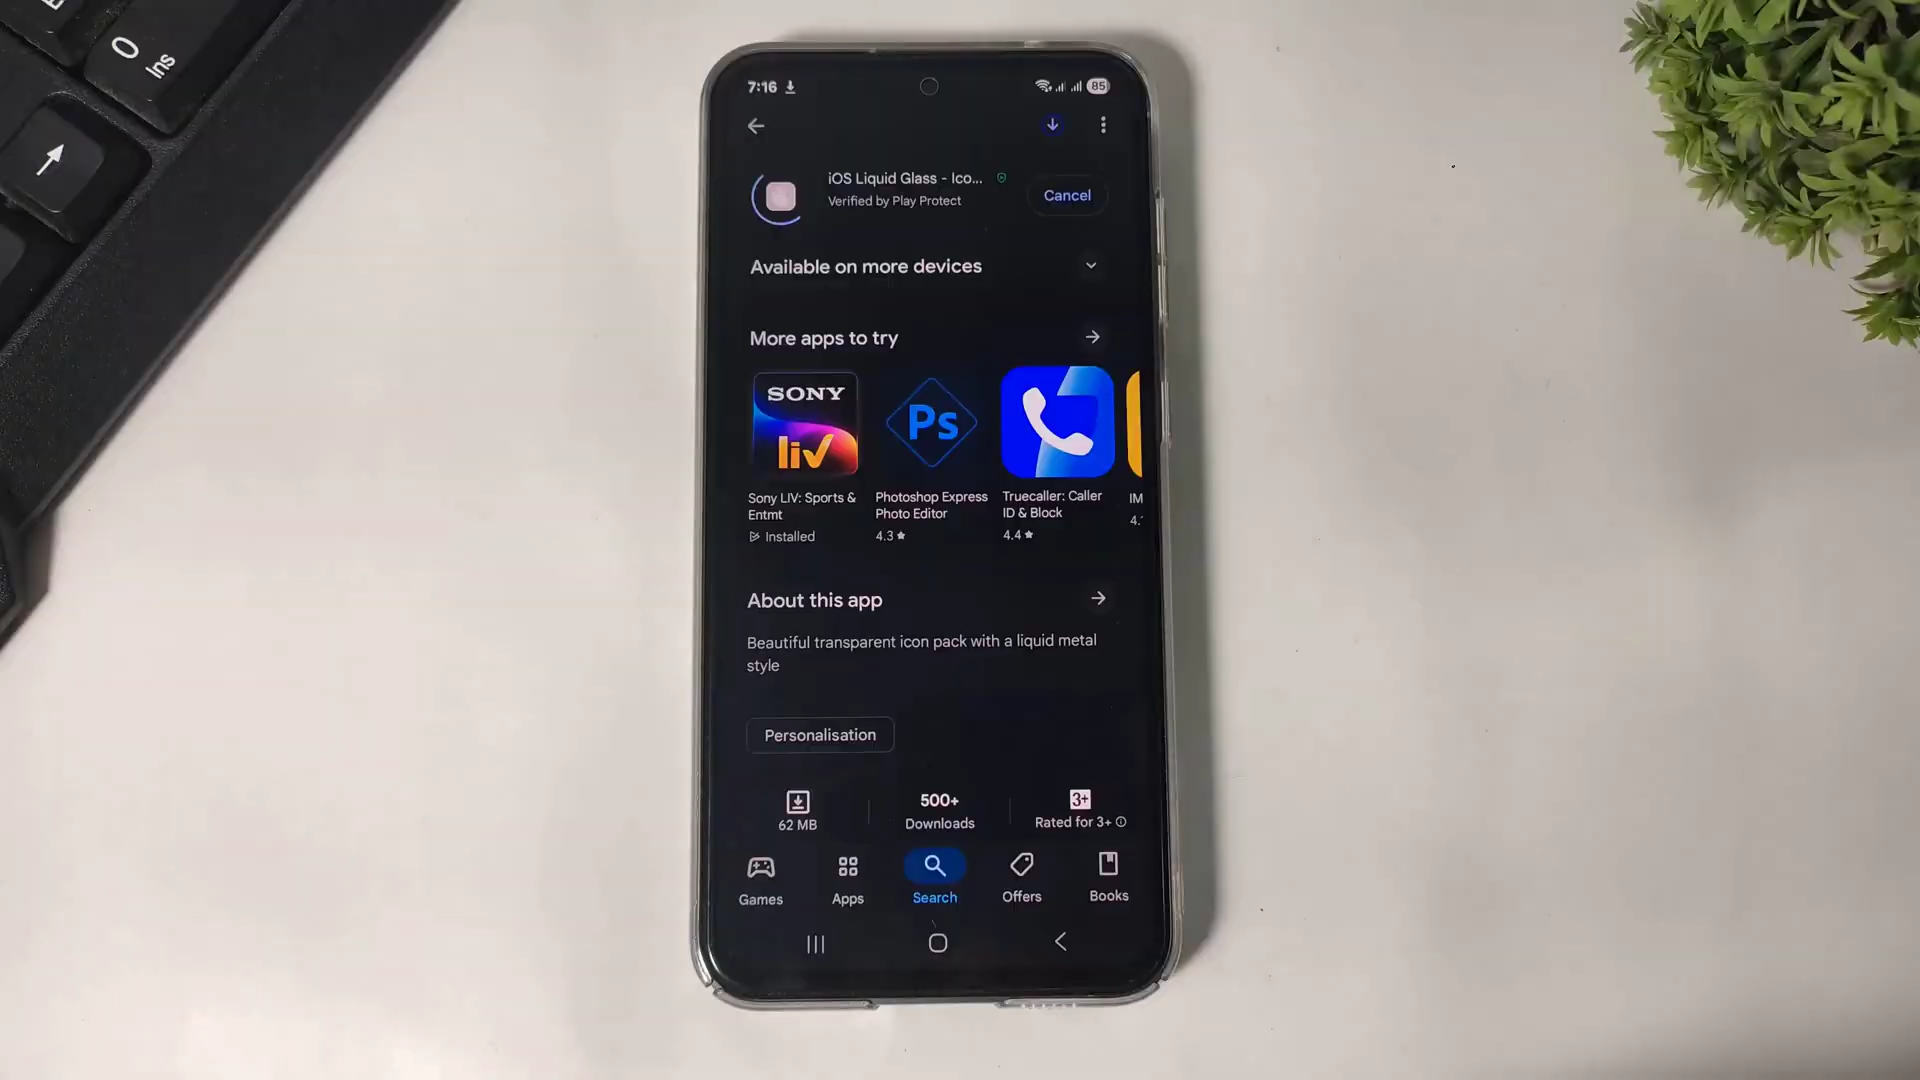 0
Ins
7:16
85
iOS Liquid Glass - Ico...
Verified by Play Protect
Cancel
Available on more devices
More apps to try
SONY
liv
Ps
Sony LIV: Sports &
Entmt
Installed
Photoshop Express
Photo Editor
4.3
Truecaller: Caller
ID & Block
4.4
IM
4.
About this app
Beautiful transparent icon pack with a liquid metal
style
Personalisation
62 MB
500+
Downloads
3+
Rated for 3+
Games
Apps
Search
Offers
Books